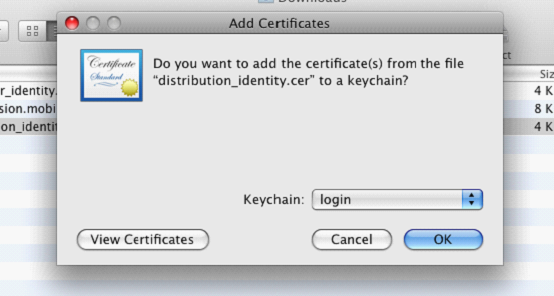 Downloads
Add Certificates
Certificate
Standard
Do you want to add the certificate(s) from the file
"distribution_identity.cer" to a keychain?
ct
Siz
r_identity.
4 K
sion.mobi
8 K
on_identit
4 K
Keychain: login
View Certificates
Cancel
OK